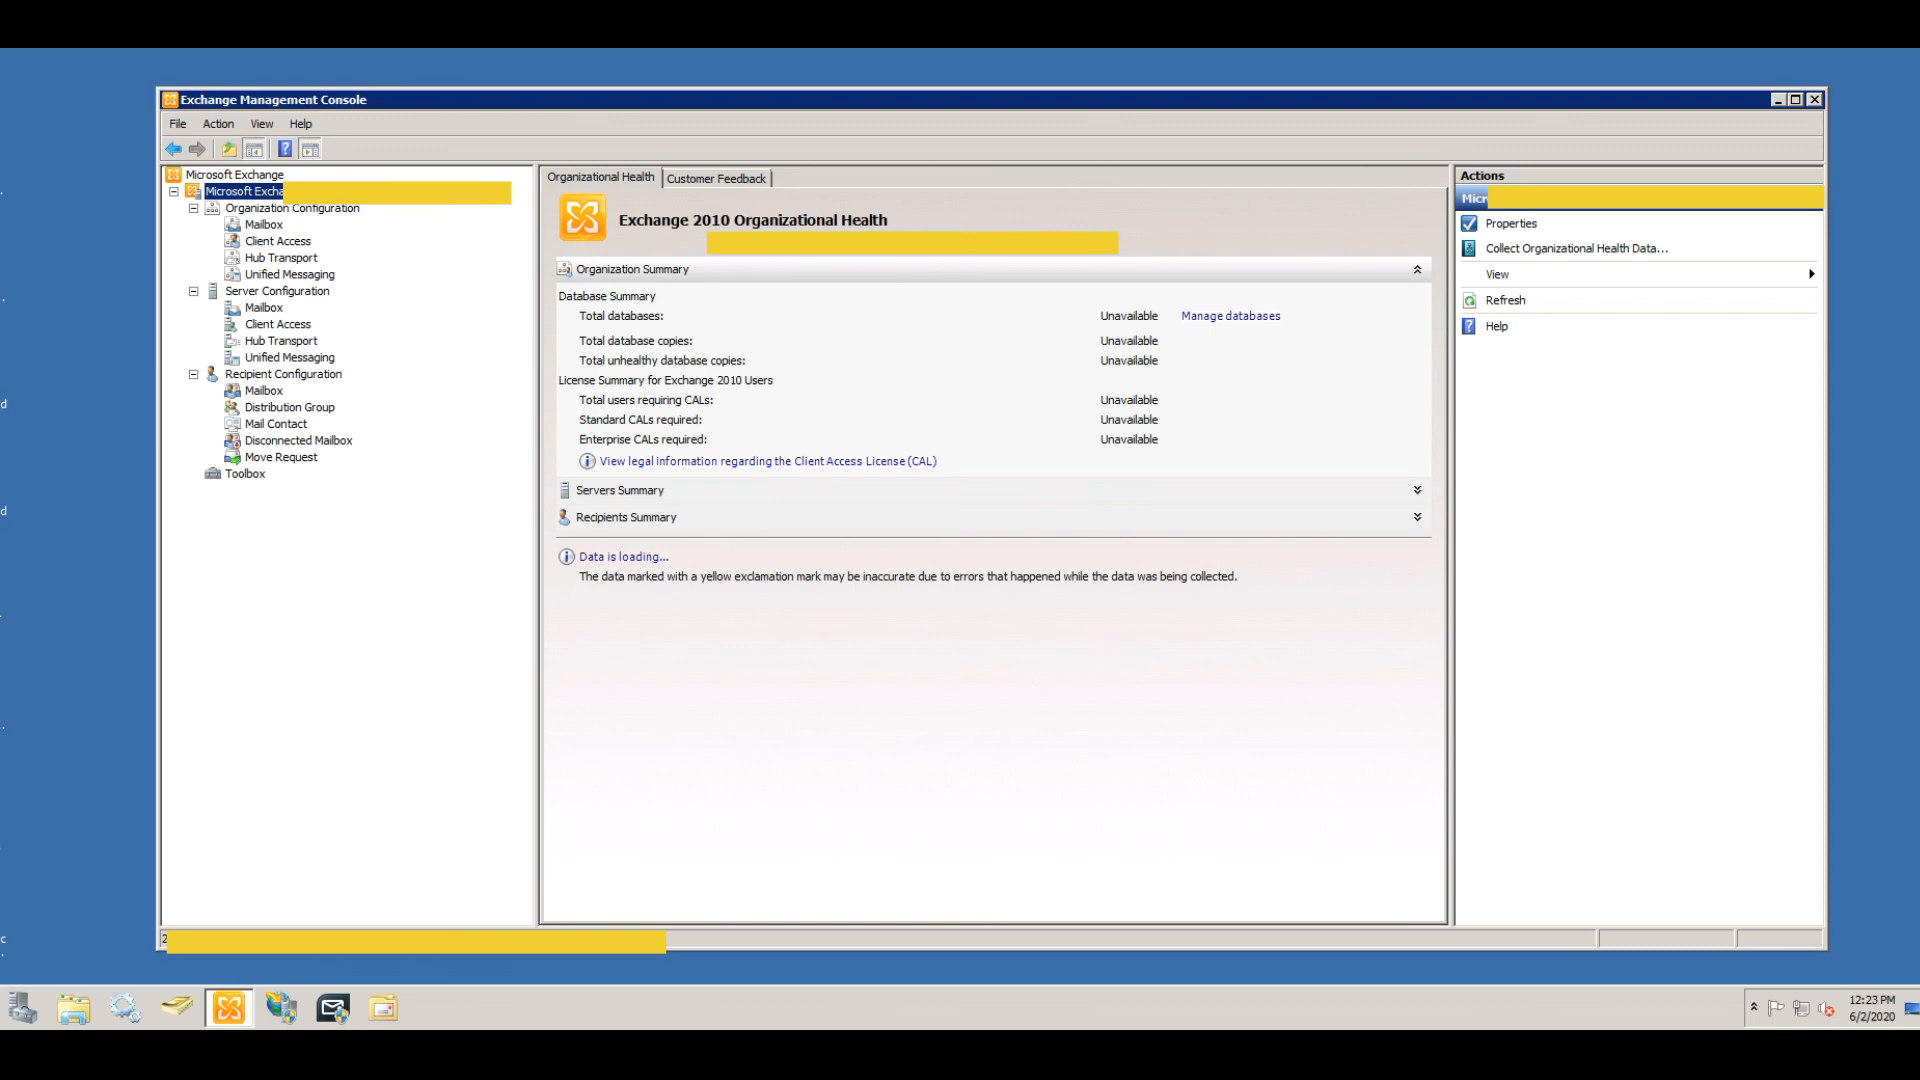 Exchange Management Console
File Action View Help
Microsoft Exchange
Microsoft Excha
Organization Configuration
Mailbox
Client Access
Hub Transport
Unified Messaging
Server Configuration
Mailbox
Client Access
Hub Transport
Unified Messaging
Recipient Configuration
Mailbox
Distribution Group
Mail Contact
Disconnected Mailbox
Move Request
Toolbox
Organizational Health
Customer Feedback
Exchange 2010 Organizational Health
Organization Summary
Database Summary
Total databases: Unavailable Manage databases
Total database copies: Unavailable
Total unhealthy database copies: Unavailable
License Summary for Exchange 2010 Users
Total users requiring CALs: Unavailable
Standard CALs required: Unavailable
Enterprise CALs required: Unavailable
View legal information regarding the Client Access License (CAL)
Servers Summary
Recipients Summary
Data is loading...
The data marked with a yellow exclamation mark may be inaccurate due to errors that happened while the data was being collected.
Actions
Micr
Properties
Collect Organizational Health Data...
View
Refresh
Help
12:23 PM
6/2/2020